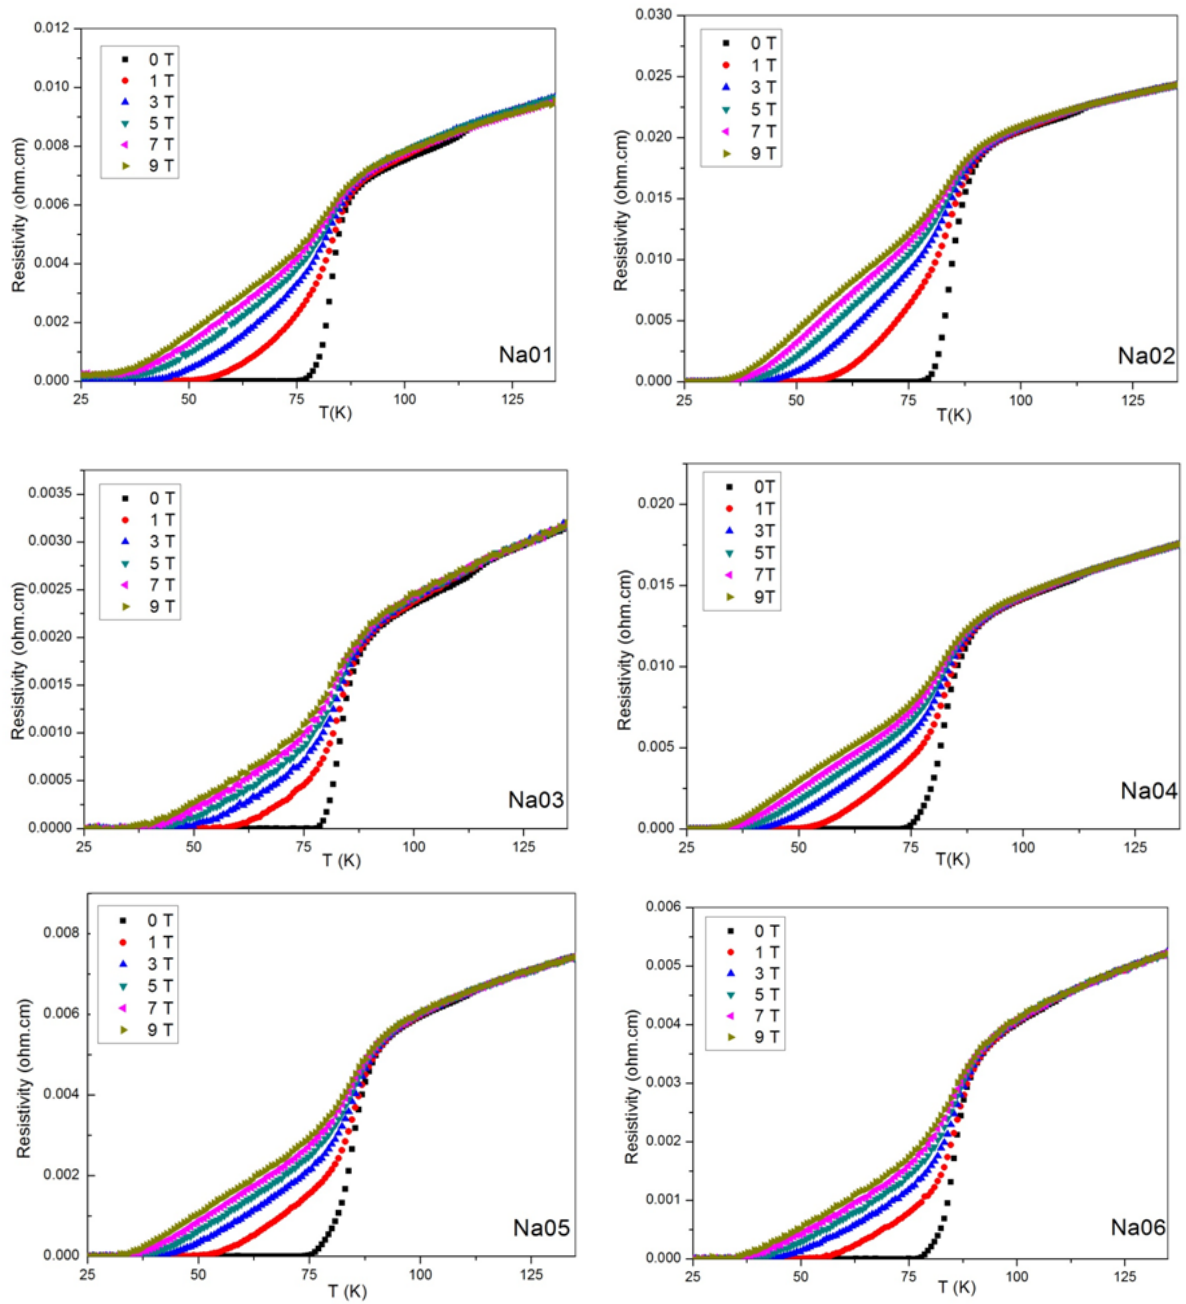 0.012
0.010
0.008
0.006
0.004
0.002
0.000
Resistivity (ohm.cm)
0 T
1 T
3 T
5 T
7 T
9 T
Na01
25
50
75
100
125
T(K)
0.030
0.025
0.020
0.015
0.010
0.005
0.000
Resistivity (ohm.cm)
0 T
1 T
3 T
5 T
7 T
9 T
Na02
25
50
75
100
125
T(K)
0.0035
0.0030
0.0025
0.0020
0.0015
0.0010
0.0005
0.0000
Resistivity (ohm.cm)
0 T
1 T
3 T
5 T
7 T
9 T
Na03
25
50
75
100
125
T (K)
0.020
0.015
0.010
0.005
0.000
Resistivity (ohm.cm)
0T
1T
3T
5T
7T
9T
Na04
25
50
75
100
125
T(K)
0.008
0.006
0.004
0.002
0.000
Resistivity (ohm.cm)
0 T
1 T
3 T
5 T
7 T
9 T
Na05
25
50
75
100
125
T (K)
0.006
0.005
0.004
0.003
0.002
0.001
0.000
Resistivity (ohm.cm)
0 T
1 T
3 T
5 T
7 T
9 T
Na06
25
50
75
100
125
T (K)